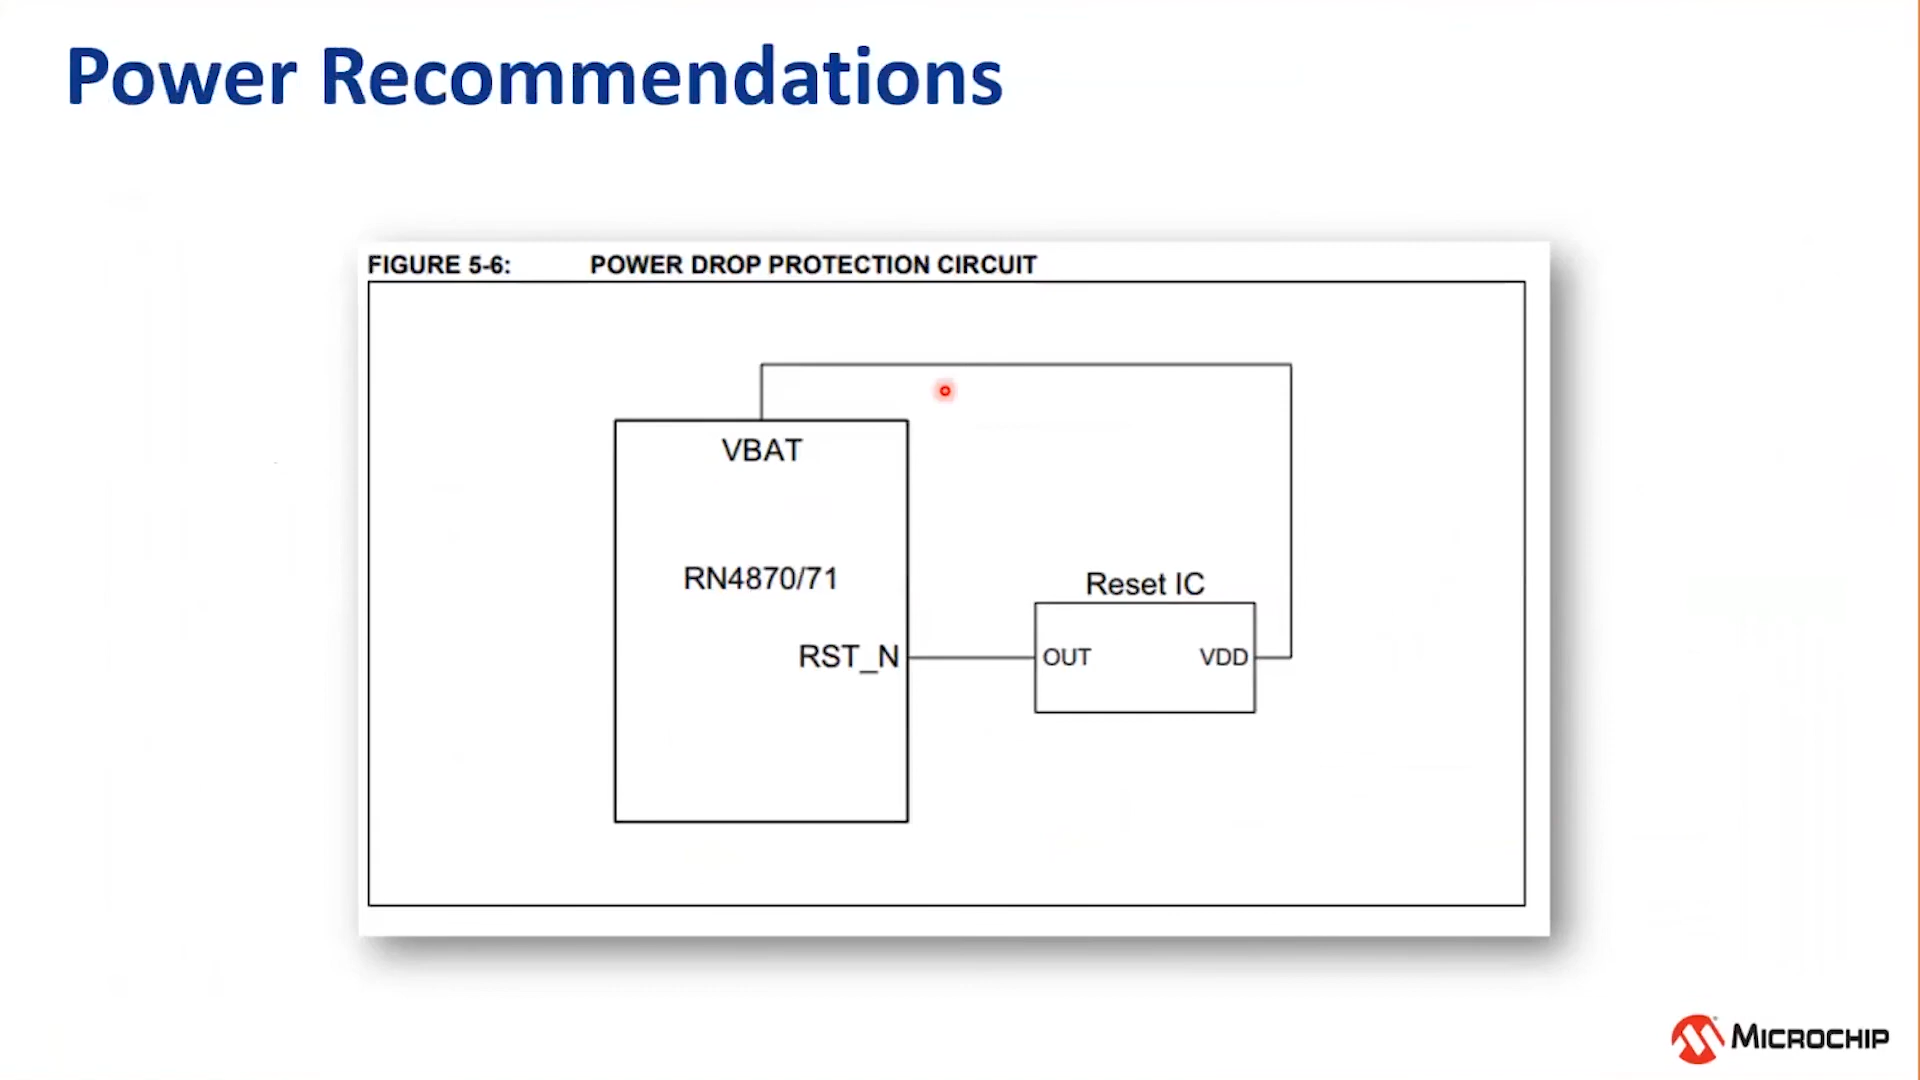 Power Recommendations
FIGURE 5-6: POWER DROP PROTECTION CIRCUIT
VBAT
RN4870/71
Reset IC
RST_N
OUT
VDD
MICROCHIP